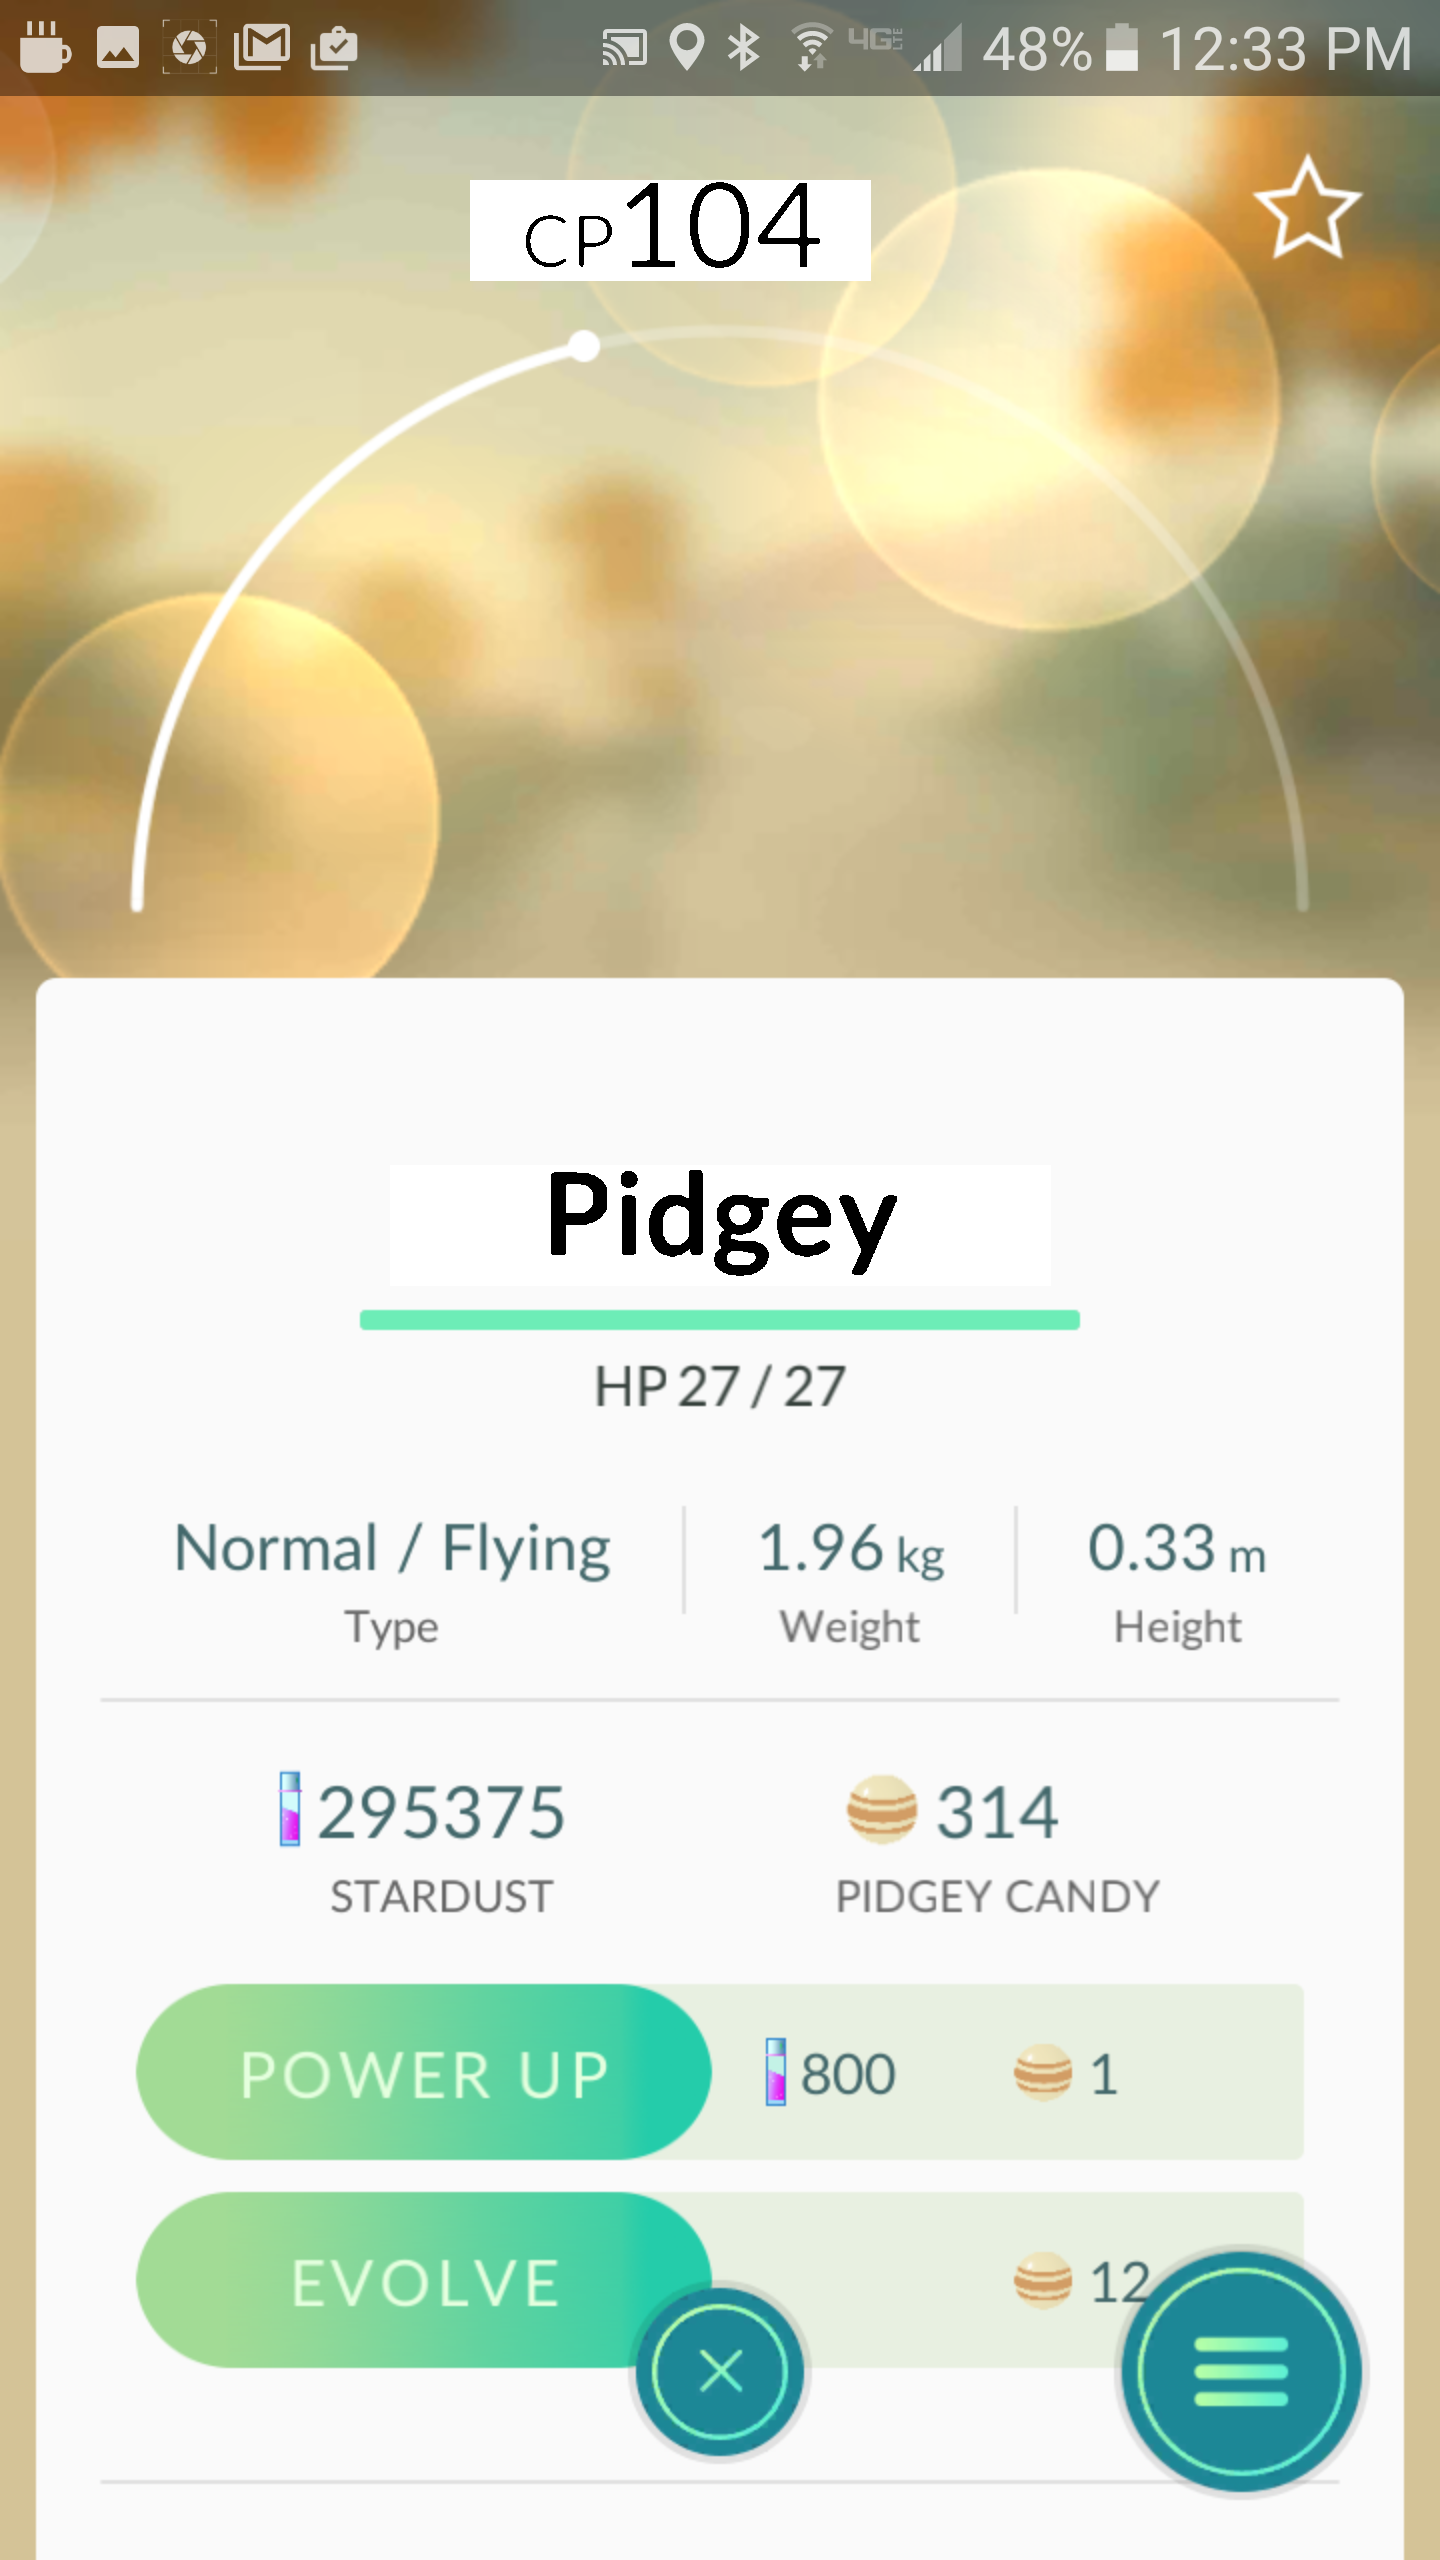 4G LTE 48% 12:33 PM
CP104
Pidgey
HP 27 / 27
Normal / Flying 1.96 kg 0.33 m
Type Weight Height
295375 314
STARDUST PIDGEY CANDY
POWER UP 800 1
EVOLVE 12